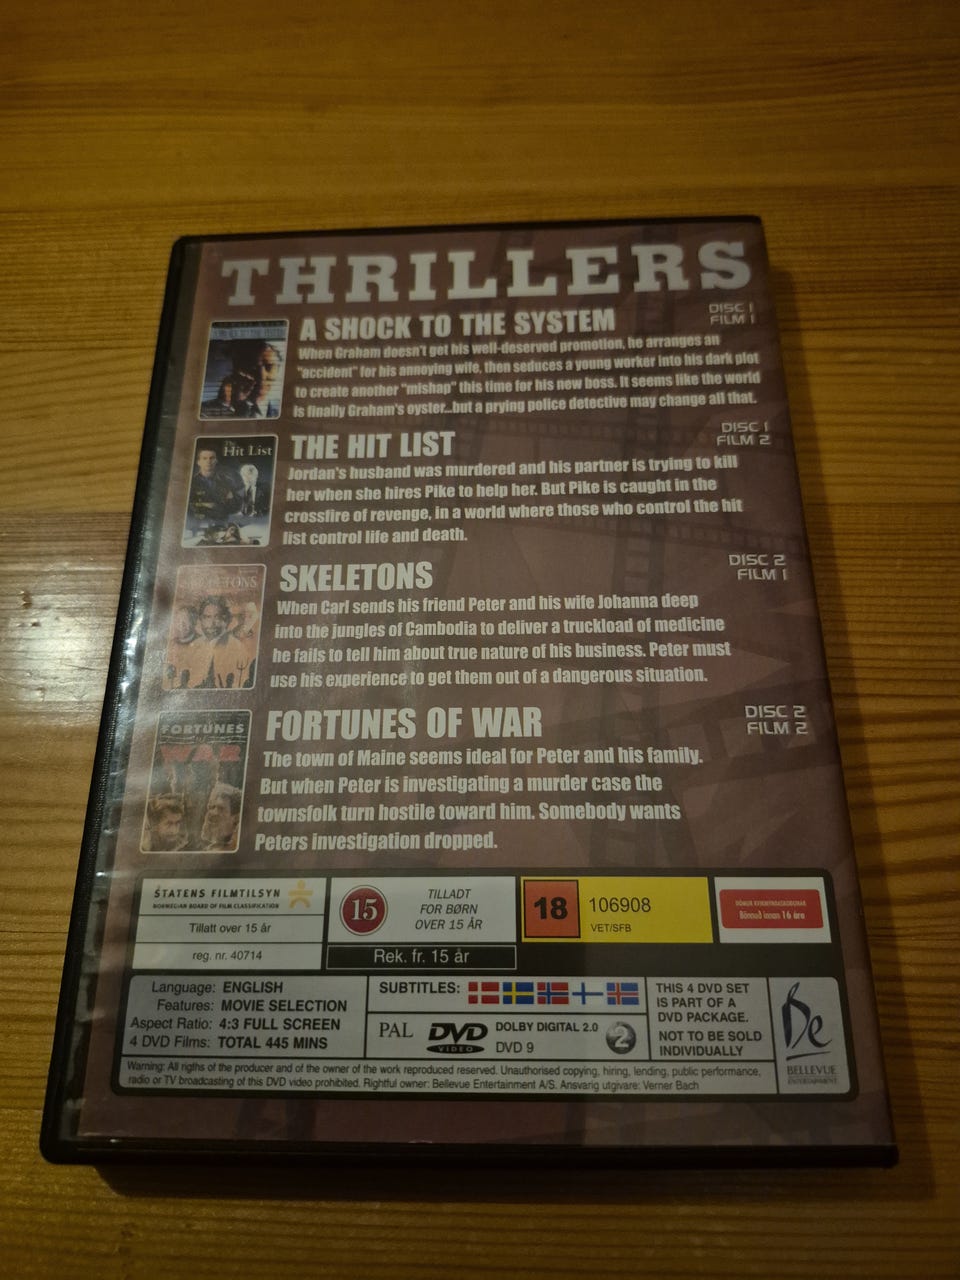 THRILLERS
A SHOCK TO THE SYSTEM
DISC 1
FILM 1
When Graham doesn't get his well-deserved promotion, he arranges an
"accident" for his annoying wife, then seduces a young worker into his dark plot
to create another "mishap" this time for his new boss. It seems like the world
is finally Graham's oyster...but a prying police detective may change all that.
THE HIT LIST
DISC 1
FILM 2
The
Hit List
Jordan's husband was murdered and his partner is trying to kill
her when she hires Pike to help her. But Pike is caught in the
crossfire of revenge, in a world where those who control the hit
list control life and death.
SKELETONS
DISC 2
FILM 1
SKELETONS
When Carl sends his friend Peter and his wife Johanna deep
into the jungles of Cambodia to deliver a truckload of medicine
he fails to tell him about true nature of his business. Peter must
use his experience to get them out of a dangerous situation.
FORTUNES OF WAR
DISC 2
FILM 2
FORTUNES
WAR
The town of Maine seems ideal for Peter and his family.
But when Peter is investigating a murder case the
townsfolk turn hostile toward him. Somebody wants
Peters investigation dropped.
STATENS FILMTILSYN
NORWEGIAN BOARD OF FILM CLASSIFICATION
Tillatt over 15 år
reg. nr. 40714
15
TILLADT
FOR BØRN
OVER 15 ÅR
Rek. fr. 15 år
18
106908
VET/SFB
Bönnuð innan 16 ára
Language: ENGLISH
Features: MOVIE SELECTION
Aspect Ratio: 4:3 FULL SCREEN
4 DVD Films: TOTAL 445 MINS
SUBTITLES:
PAL
DVD
VIDEO
DOLBY DIGITAL 2.0
DVD 9
2
THIS 4 DVD SET
IS PART OF A
DVD PACKAGE.
NOT TO BE SOLD
INDIVIDUALLY
Be
BELLEVUE
ENTERTAINMENT
Warning: All rigths of the producer and of the owner of the work reproduced reserved. Unauthorised copying, hiring, lending, public performance,
radio or TV broadcasting of this DVD video prohibited. Rightful owner: Bellevue Entertainment A/S. Ansvarig utgivare: Verner Bach